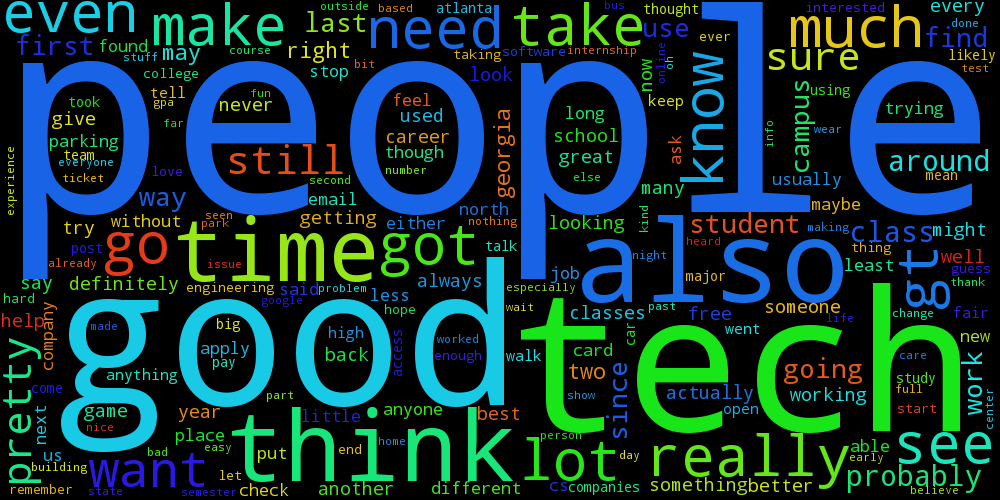 even make last need take use much find every
outside based atlanta bus thought interested
first found may right taking software internship ever sure done likely
stuff course bit stop look online now oh test
college tell gpa fun never keep know using
people
took give parking team everyone ticket
feel used career though number
long school great else
trying around mean
experience far love still second georgia ask many info campus wear usually
way email north nothing kind maybe
try without seen park getting either looking student making class might
go time got talk also heard thing well
post already issue job night major least guess
say definitely engineering said problem always especially gt thank
hard google less hope wait classes past free someone life change fair
help company made big high worked good tech car went new
pretty apply pay back access enough walk card two going care study work
come anything part little show since actually open working full start center
next game nice year best
us place easy think anyone person day lot really able early see
building want bad put end home
remember state semester let check another different cs companies something better probably believe